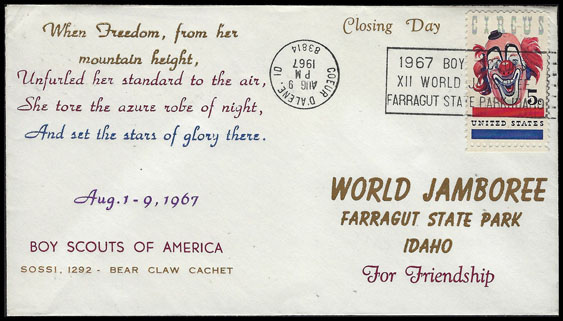 When Freedom, from her
mountain height,
Unfurled her standard to the air,
She tore the azure robe of night,
And set the stars of glory there.
Aug. 1-9, 1967
BOY SCOUTS OF AMERICA
SOSSI, 1292 - BEAR CLAW CACHET
Closing Day
COEUR D'ALENE, ID.
AUG 9
PM
1967
83814
1967 BOY
XII WORLD J
FARRAGUT STATE PARK, IDAHO
CIRCUS
5c
UNITED STATES
WORLD JAMBOREE
FARRAGUT STATE PARK
IDAHO
For Friendship